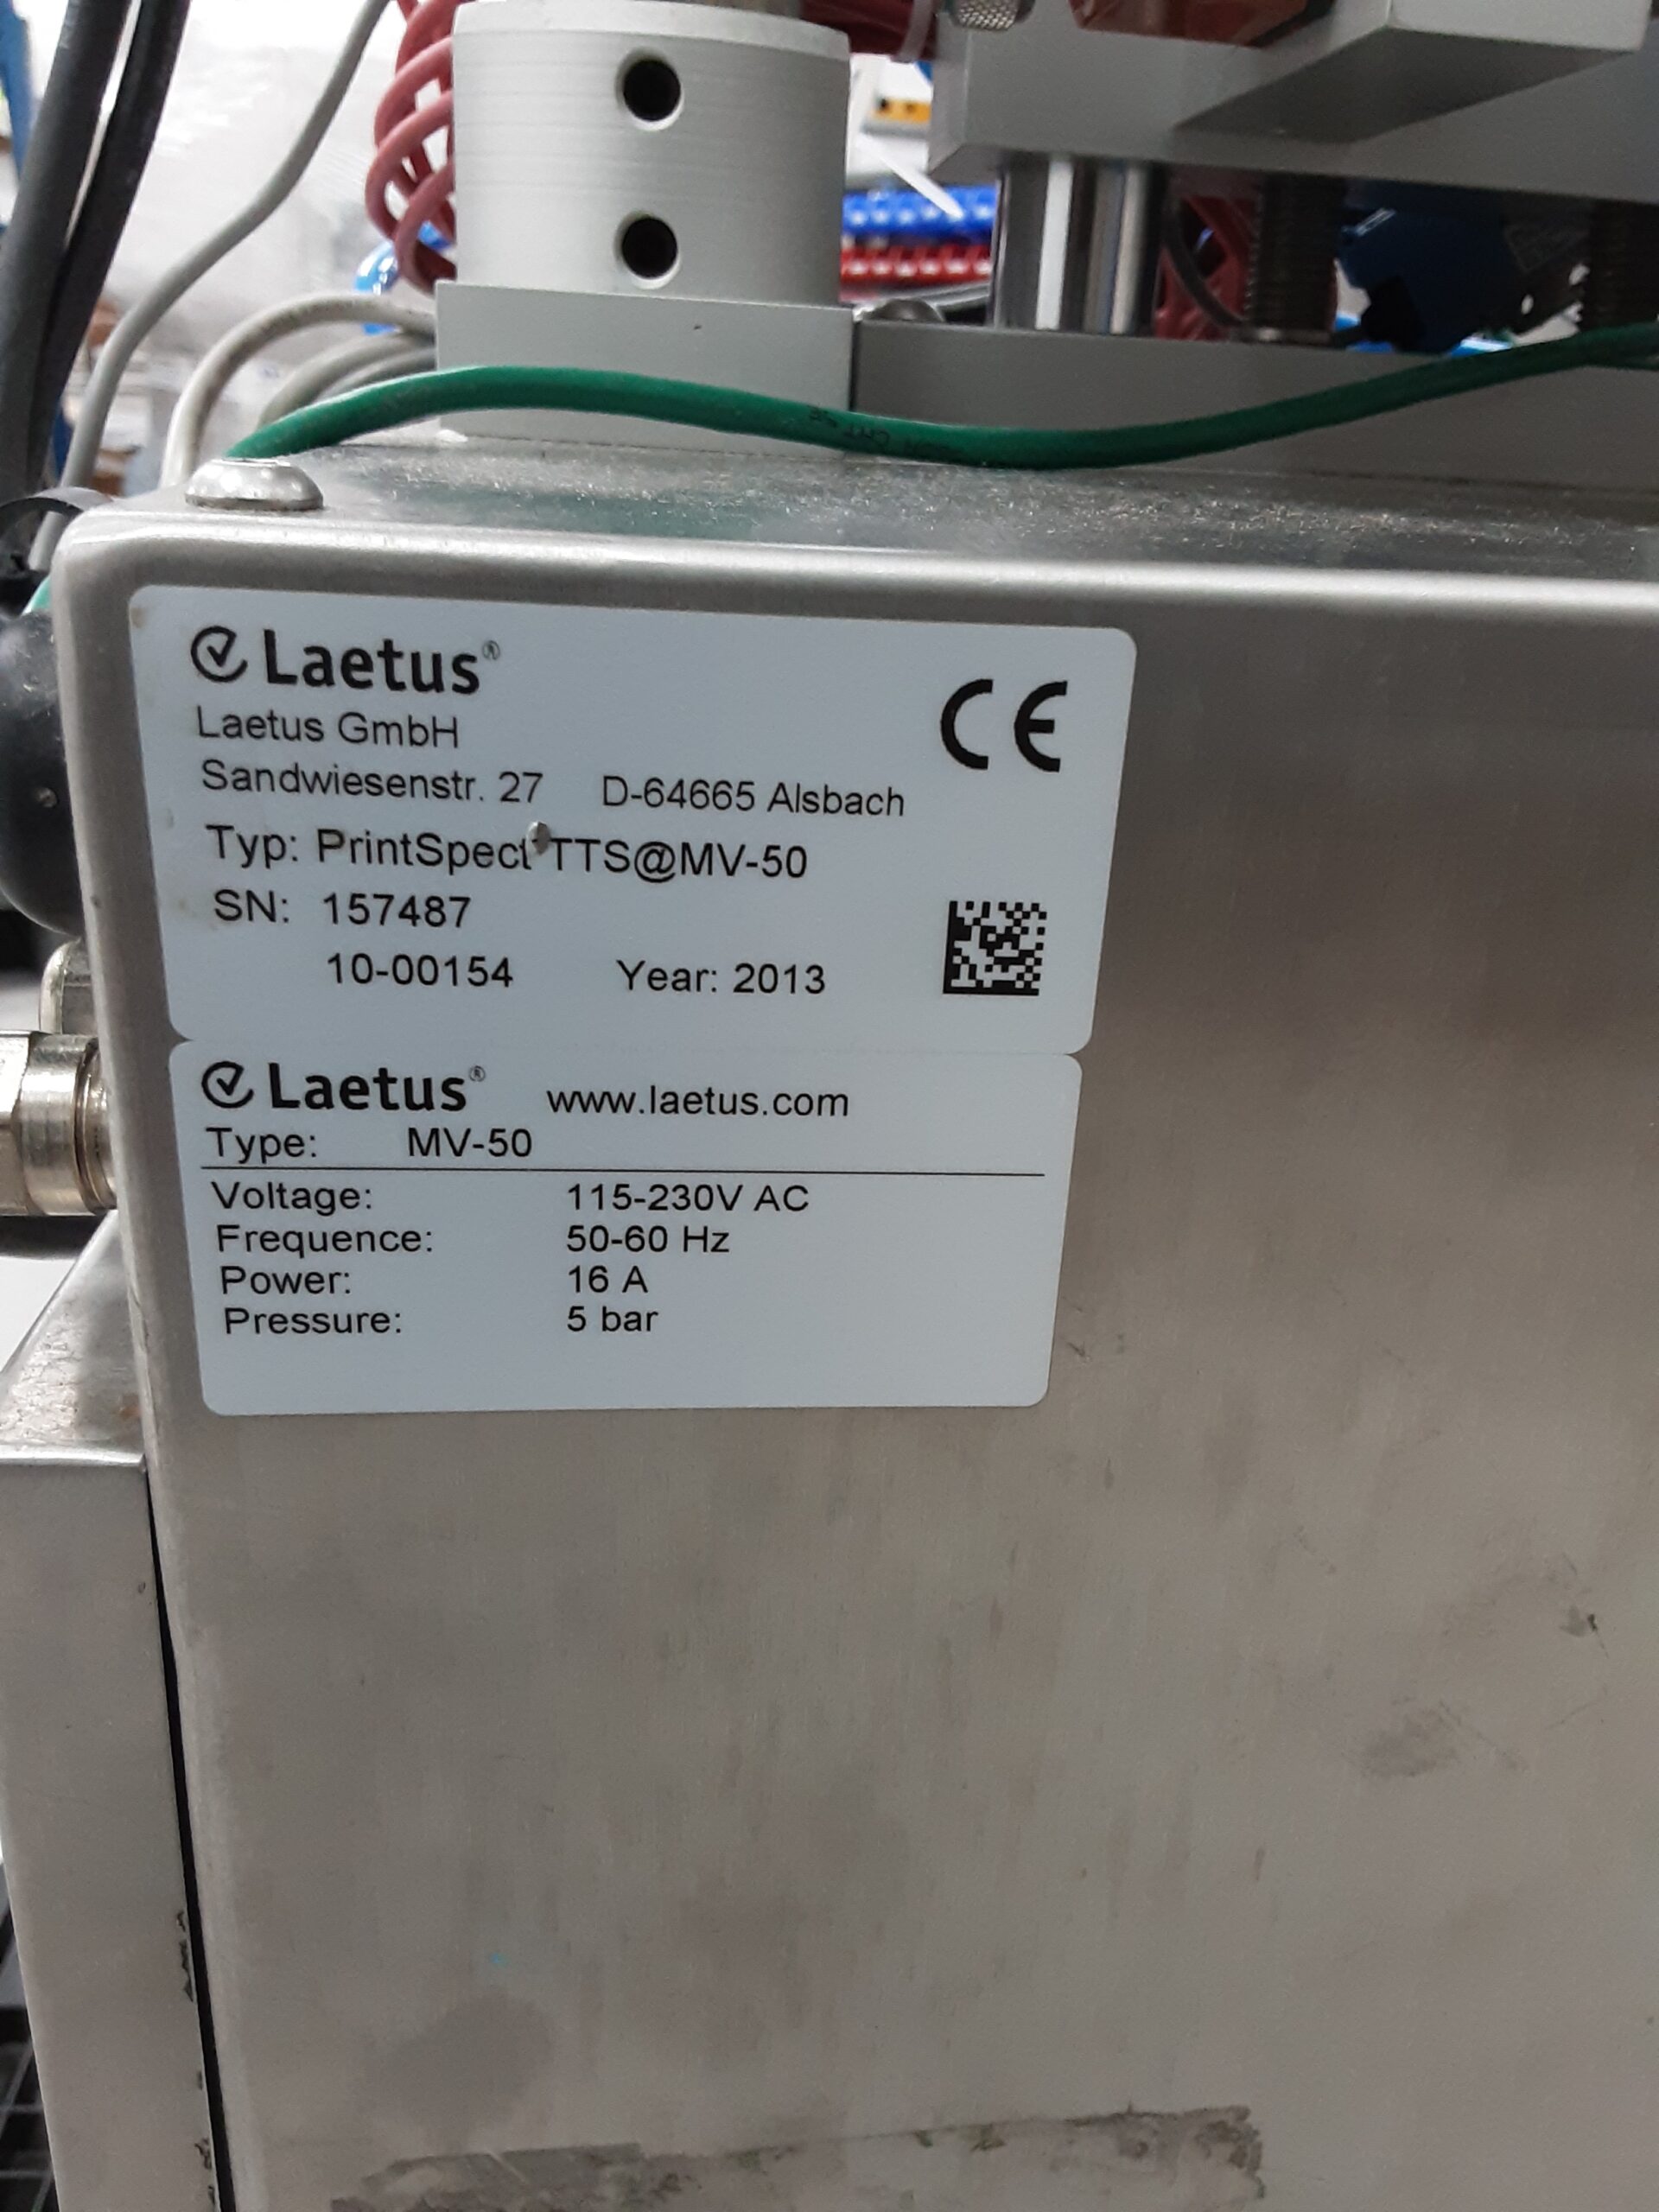 Laetus®
Laetus GmbH
CE
Sandwiesenstr. 27 D-64665 Alsbach
Typ: PrintSpect TTS@MV-50
SN: 157487
10-00154 Year: 2013
Laetus® www.laetus.com
Type: MV-50
Voltage: 115-230V AC
Frequence: 50-60 Hz
Power: 16 A
Pressure: 5 bar